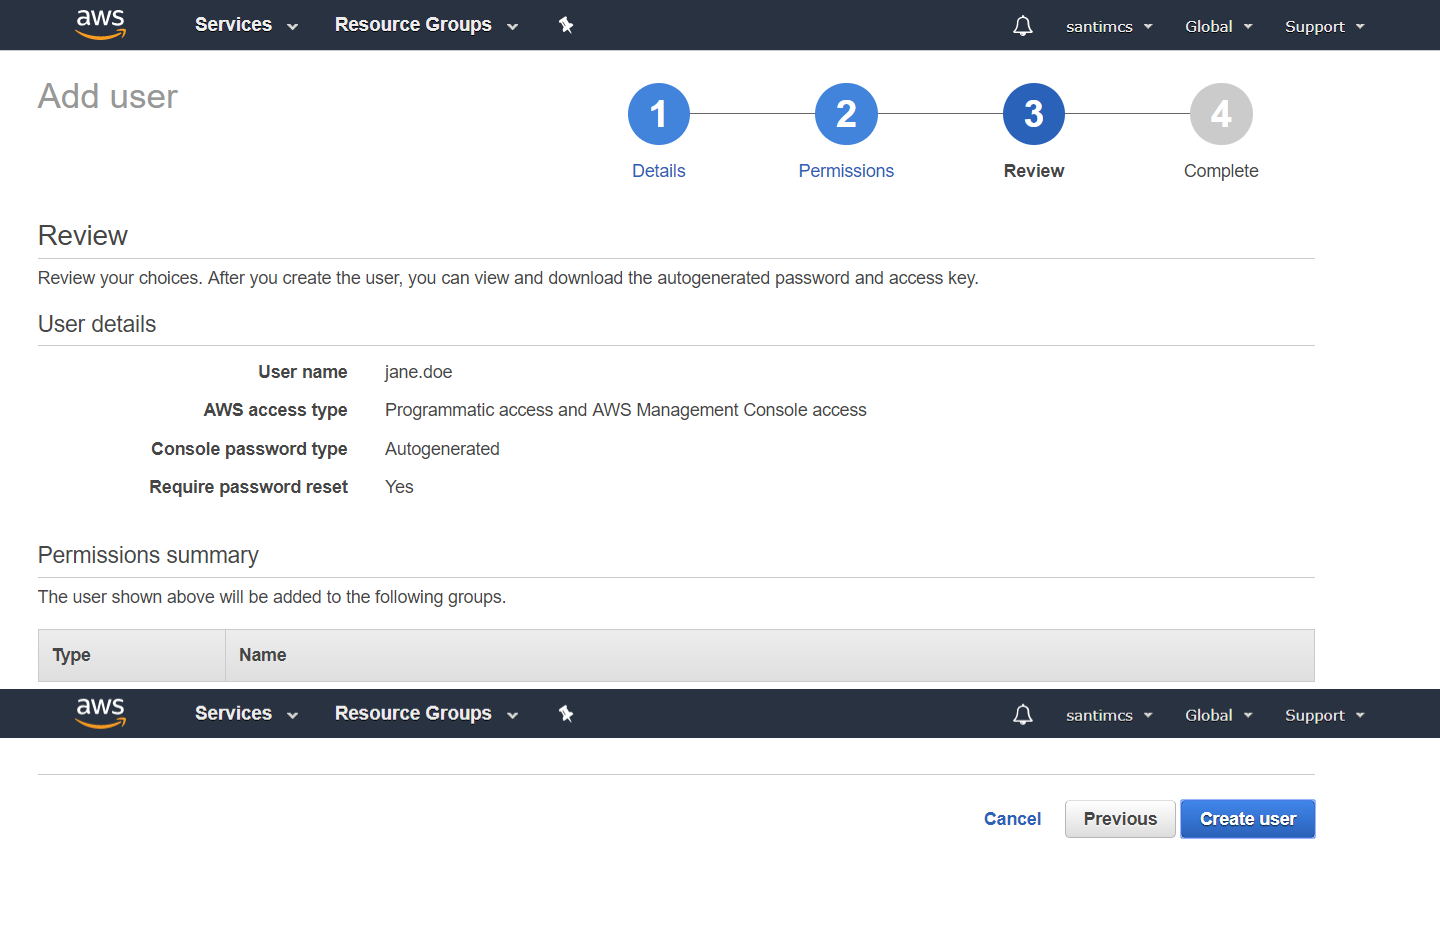 aws Services Resource Groups santimcs Global Support
Add user
1 2 3 4
Details Permissions Review Complete
Review
Review your choices. After you create the user, you can view and download the autogenerated password and access key.
User details
User name jane.doe
AWS access type Programmatic access and AWS Management Console access
Console password type Autogenerated
Require password reset Yes
Permissions summary
The user shown above will be added to the following groups.
Type Name
aws Services Resource Groups santimcs Global Support
Cancel Previous Create user